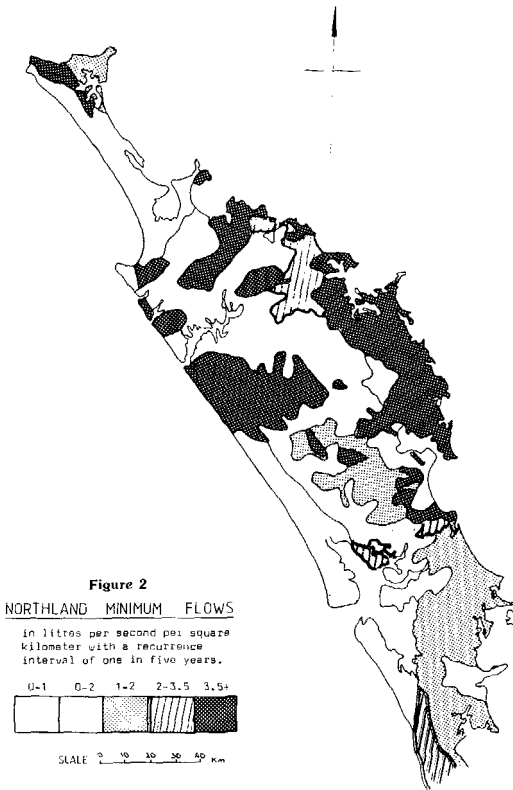 Figure 2
NORTHLAND MINIMUM FLOWS
in litres per second per square
kilometer with a recurrence
interval of one in five years.
0-1 0-2 1-2 2-3.5 3.5+
SCALE 0 10 20 30 40 Km